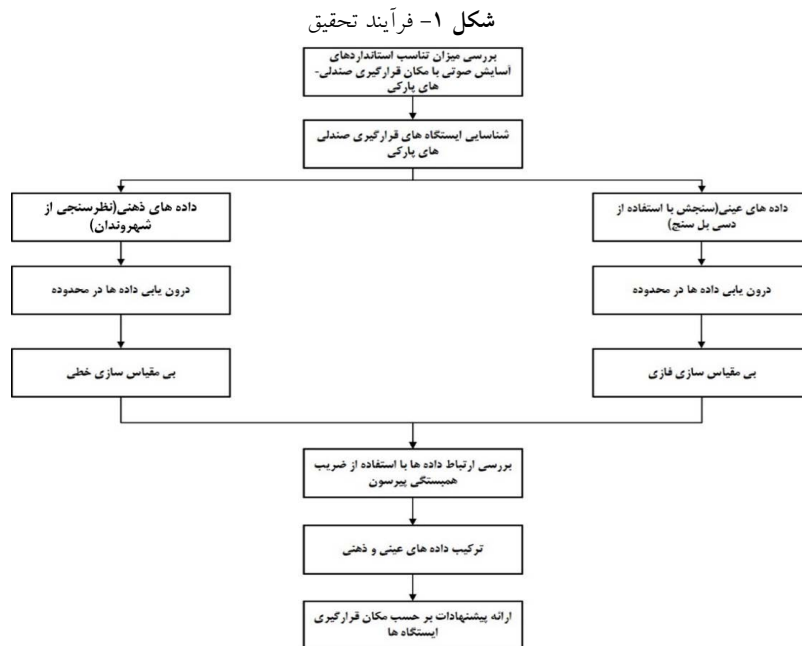 شکل ۱- فرآیند تحقیق
بررسی میزان تناسب استانداردهای
آسایش صوتی با مکان قرارگیری صندلی-
های پارکی
شناسایی ایستگاه های قرارگیری صندلی
های پارکی
داده های عینی(سنجش با استفاده از
دسی بل سنج)
داده های ذهنی(نظرسنجی از
شهروندان)
درون یابی داده ها در محدوده
درون یابی داده ها در محدوده
بی مقیاس سازی فازی
بی مقیاس سازی خطی
بررسی ارتباط داده ها با استفاده از ضریب
همبستگی پیرسون
ترکیب داده های عینی و ذهنی
ارائه پیشنهادات بر حسب مکان قرارگیری
ایستگاه ها